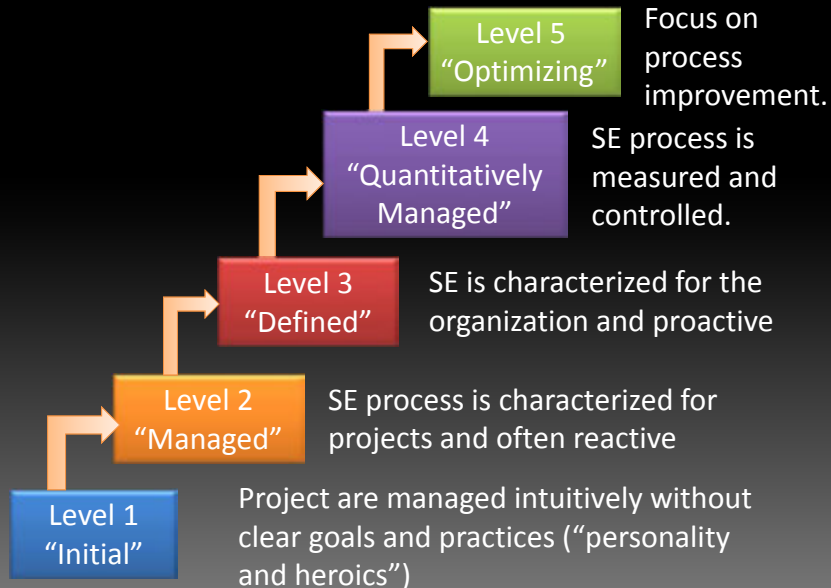 Level 5
“Optimizing”
Focus on
process
improvement.
Level 4
“Quantitatively
Managed”
SE process is
measured and
controlled.
Level 3
“Defined”
SE is characterized for the
organization and proactive
Level 2
“Managed”
SE process is characterized for
projects and often reactive
Level 1
“Initial”
Project are managed intuitively without
clear goals and practices (“personality
and heroics”)